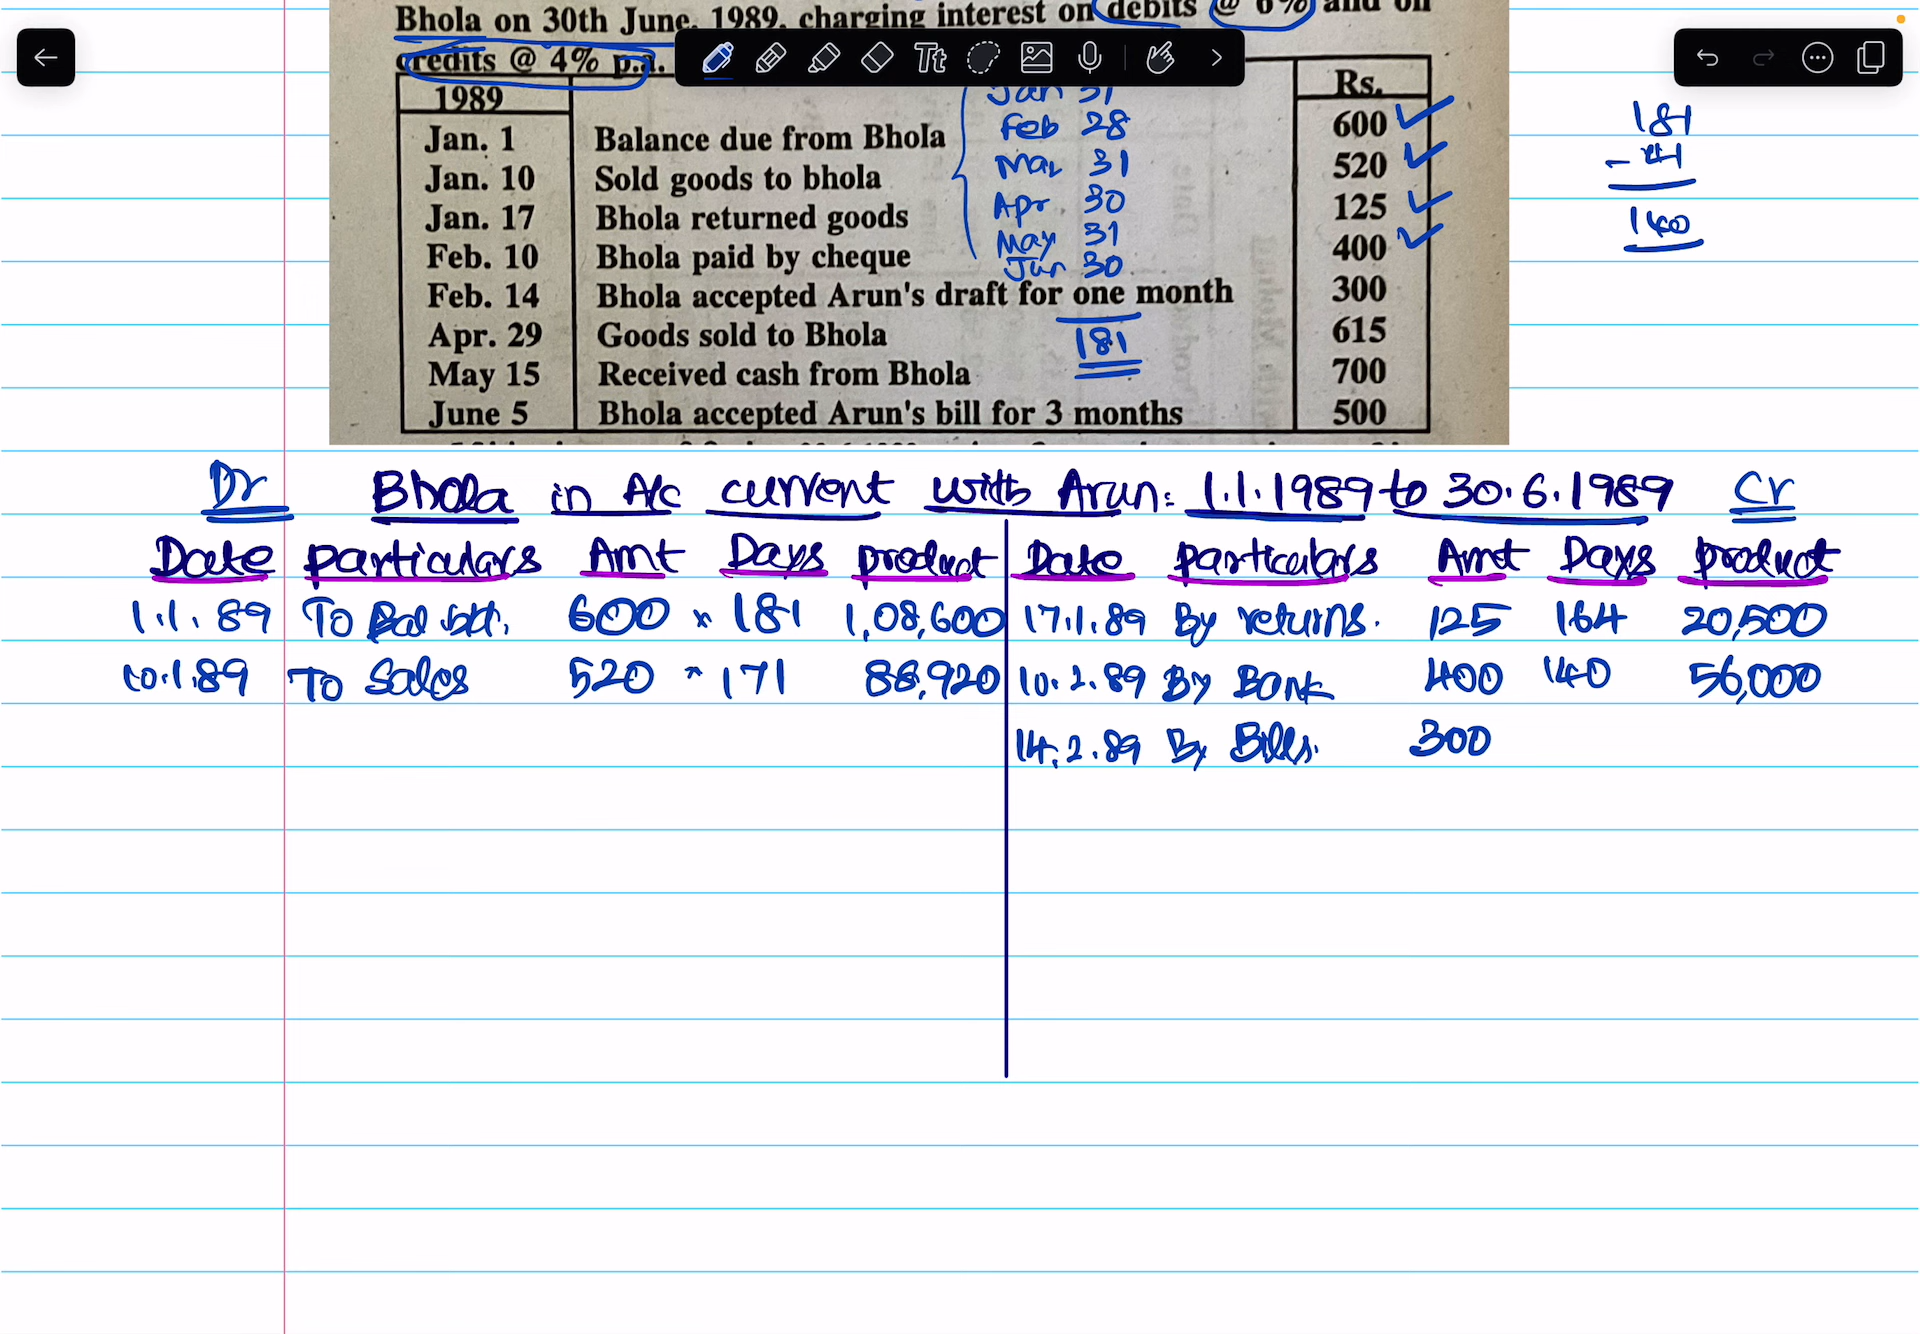 Bhola on 30th June, 1989, charging interest on debits @ 6% and on
credits @ 4% p.a.
Tt
1989 Rs.
Jan. 1 Balance due from Bhola 600
Jan. 10 Sold goods to bhola 520
Jan. 17 Bhola returned goods 125
Feb. 10 Bhola paid by cheque 400
Feb. 14 Bhola accepted Arun's draft for one month 300
Apr. 29 Goods sold to Bhola 615
May 15 Received cash from Bhola 700
June 5 Bhola accepted Arun's bill for 3 months 500
Jan 31
Feb 28
Mar 31
Apr 30
May 31
Jun 30
181
181
- 41
140
Dr Bhola in A/c current with Arun: 1.1.1989 to 30.6.1989 Cr
Date particulars Amt Days product Date particulars Amt Days product
1.1.89 To Bal b/d. 600 × 181 1,08,600 17.1.89 By returns. 125 164 20,500
10.1.89 To Sales 520 × 171 88,920 10.2.89 By Bank 400 140 56,000
14.2.89 By Bills. 300